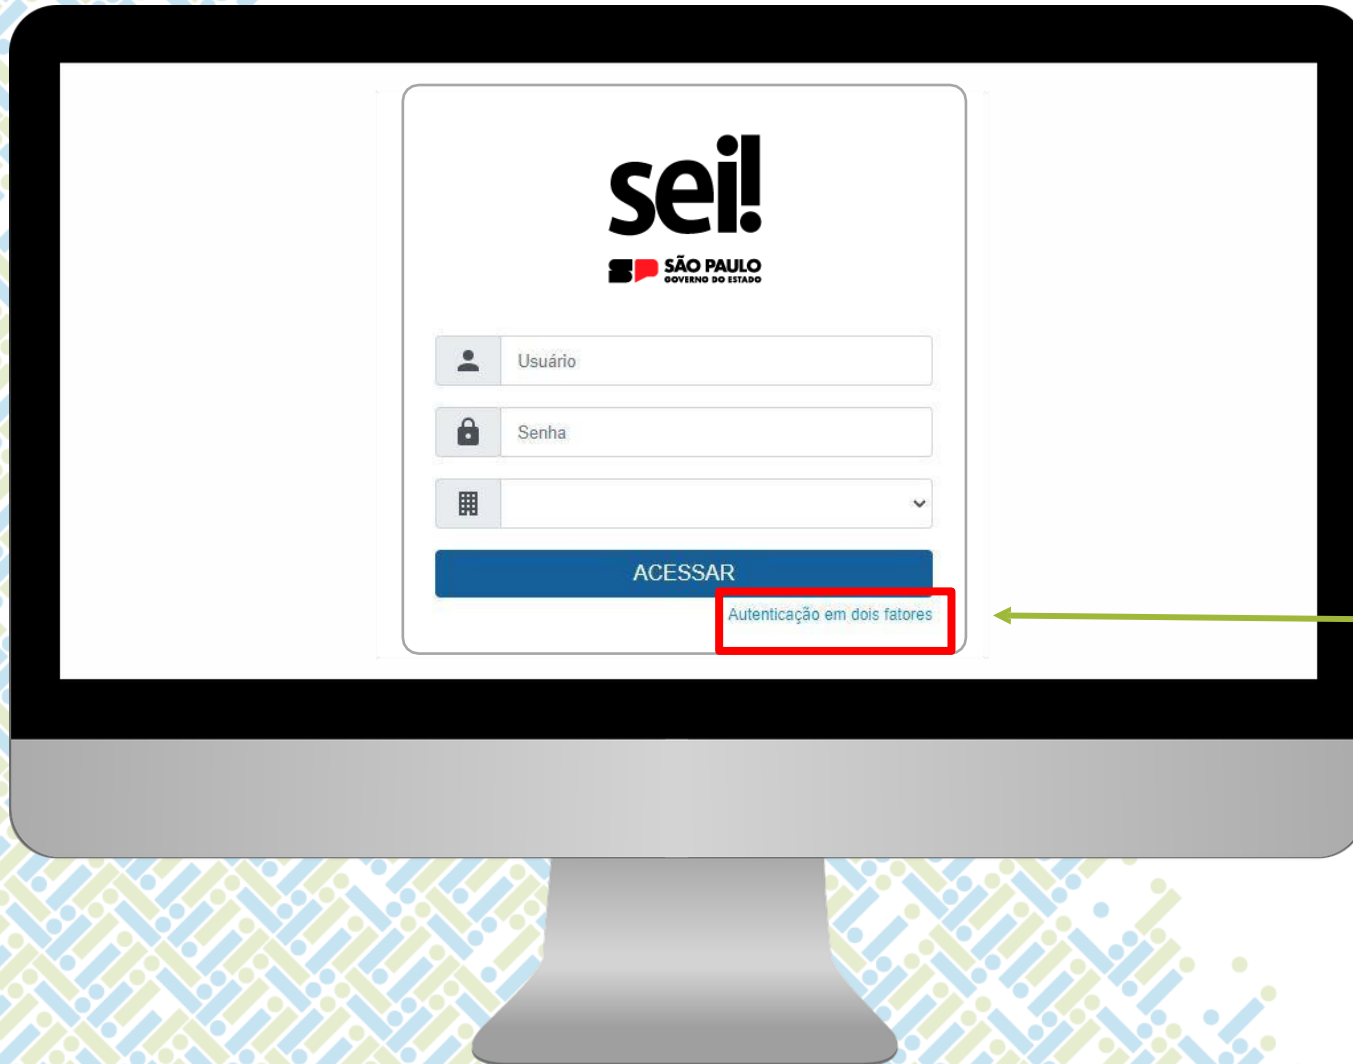 sei!
SÃO PAULO
GOVERNO DO ESTADO
Usuário
Senha
ACESSAR
Autenticação em dois fatores